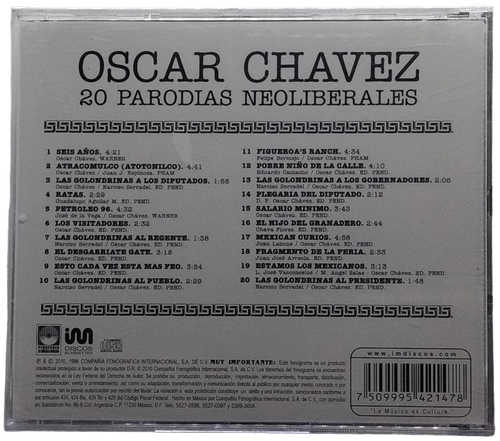 OSCAR CHAVEZ
20 PARODIAS NEOLIBERALES
1 SEIS AÑOS. 4:21
Oscar Chávez. WARNER
2 ATRACOMULCO (ATOTONILCO). 4:41
Oscar Chávez / Juan J. Espinoza. PHAM
3 LAS GOLONDRINAS A LOS DIPUTADOS. 1:58
Oscar Chávez / Narciso Serradel. ED. PEND.
4 RATAS. 2:29
Guadalupe Aguilar M. ED. PEND
5 PETROLEO 96. 4:32
José de la Vega / Oscar Chávez. WARNER
6 LOS VISITADORES. 2:32
Oscar Chávez. ED. PEND.
7 LAS GOLONDRINAS AL REGENTE. 1:38
Narciso Serradel / Oscar Chávez. ED. PEND.
8 EL DESGARRIATE GATE. 3:18
Oscar Chávez. ED. PEND.
9 ESTO CADA VEZ ESTA MAS FEO. 3:54
Oscar Chávez. ED. PEND.
10 LAS GOLONDRINAS AL PUEBLO. 2:29
Narciso Serradel / Oscar Chávez. ED. PEND.
11 FIGUEROA'S RANCH. 4:34
Felipe Bermejo / Oscar Chávez. PHAM
12 POBRE NIÑO DE LA CALLE. 4:10
Eduardo Camacho / Oscar Chávez. PHAM
13 LAS GOLONDRINAS A LOS GOBERNADORES. 2:05
Narciso Serradel / Oscar Chávez. ED. PEND.
14 PLEGARIA DEL DIPUTADO. 2:12
D. P. Oscar Chávez. ED. PEND.
15 SALARIO MINIMO. 3:43
Oscar Chávez. ED. PEND.
16 EL HIJO DEL GRANADERO. 2:44
Chava Flores. ED. PEND.
17 MEXICAN CURIOS. 4:58
Juan Labone / Oscar Chávez. ED. PEND.
18 FRAGMENTO DE LA FERIA. 2:33
Juan José Arreola. ED. PEND.
19 ESTAMOS LOS MEXICANOS. 3:13
L. José Vasconcelos / M. Angel Salas - Oscar Chávez. ED. PEND.
20 LAS GOLONDRINAS AL PRESIDENTE. 1:48
Narciso Serradel / Oscar Chávez. ED. PEND.
PIRATERIA
im
DISCOS
DIGITAL AUDIO
www.imdiscos.com
7 509995 421478
"La Música es Cultura."
MUY IMPORTANTE: